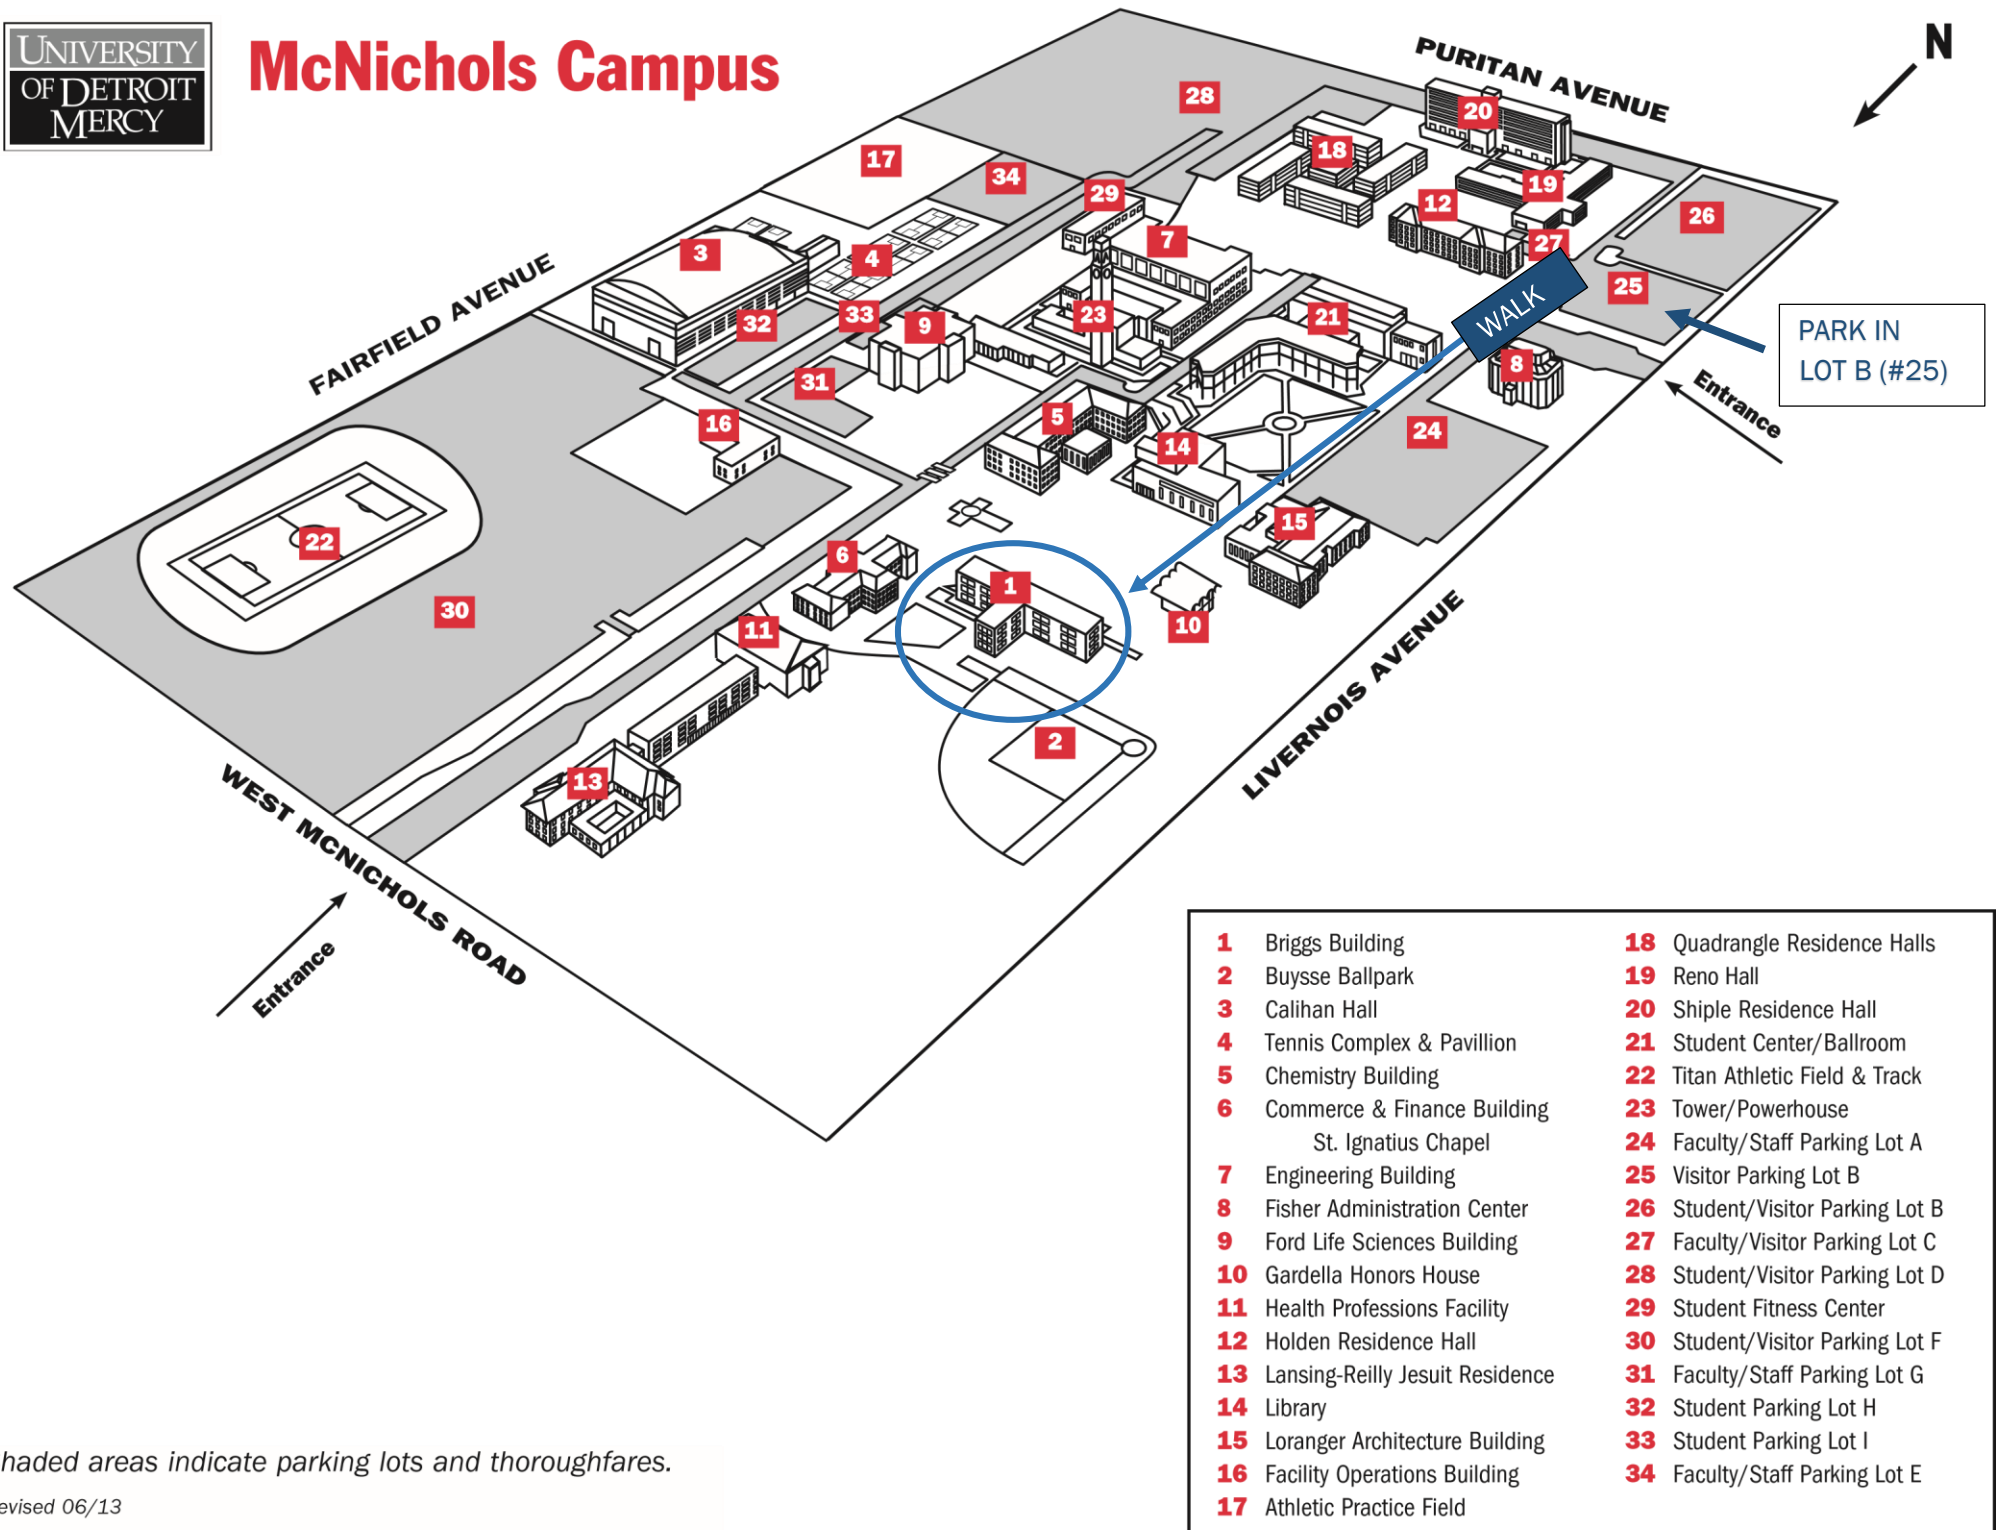 UNIVERSITY
OF DETROIT
MERCY
McNichols Campus
N
PURITAN AVENUE
FAIRFIELD AVENUE
WEST MCNICHOLS ROAD
LIVERNOIS AVENUE
Entrance
Entrance
WALK
PARK IN
LOT B (#25)
28
20
17
34
18
29
19
12
26
3
4
7
27
25
32
33
9
23
21
31
8
16
5
14
24
22
15
6
1
30
11
10
2
13
1 Briggs Building
2 Buysse Ballpark
3 Calihan Hall
4 Tennis Complex & Pavillion
5 Chemistry Building
6 Commerce & Finance Building
St. Ignatius Chapel
7 Engineering Building
8 Fisher Administration Center
9 Ford Life Sciences Building
10 Gardella Honors House
11 Health Professions Facility
12 Holden Residence Hall
13 Lansing-Reilly Jesuit Residence
14 Library
15 Loranger Architecture Building
16 Facility Operations Building
17 Athletic Practice Field
18 Quadrangle Residence Halls
19 Reno Hall
20 Shiple Residence Hall
21 Student Center/Ballroom
22 Titan Athletic Field & Track
23 Tower/Powerhouse
24 Faculty/Staff Parking Lot A
25 Visitor Parking Lot B
26 Student/Visitor Parking Lot B
27 Faculty/Visitor Parking Lot C
28 Student/Visitor Parking Lot D
29 Student Fitness Center
30 Student/Visitor Parking Lot F
31 Faculty/Staff Parking Lot G
32 Student Parking Lot H
33 Student Parking Lot I
34 Faculty/Staff Parking Lot E
haded areas indicate parking lots and thoroughfares.
evised 06/13